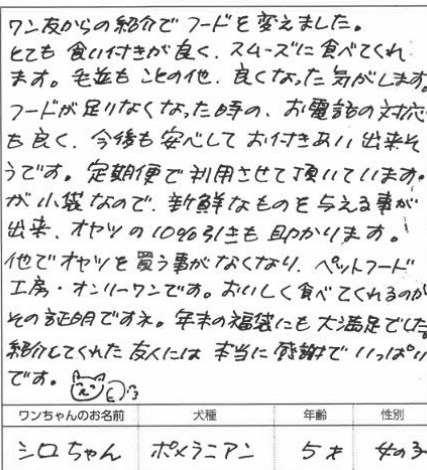 ワン友からの紹介でフードを変えました。
とても食い付きが良く、スムーズに食べてくれ
ます。毛並もことの他、良くなった気がします。
フードが足りなくなった時の、お電話の対応
も良く、今後も安心してお付きあい出来そ
うです。定期便で利用させて頂いています。
が小袋なので、新鮮なものを与える事が
出来、オヤツの10%引きも助かります。
他でオヤツを買う事がなくなり、ペットフード
工房・オンリーワンです。おいしく食べてくれるのが
その証明ですネ。年末の福袋にも大満足でした
紹介してくれた友人には本当に感謝でいっぱい
です。
ワンちゃんのお名前 犬種 年齢 性別
シロちゃん ポメラニアン 5才 女の子